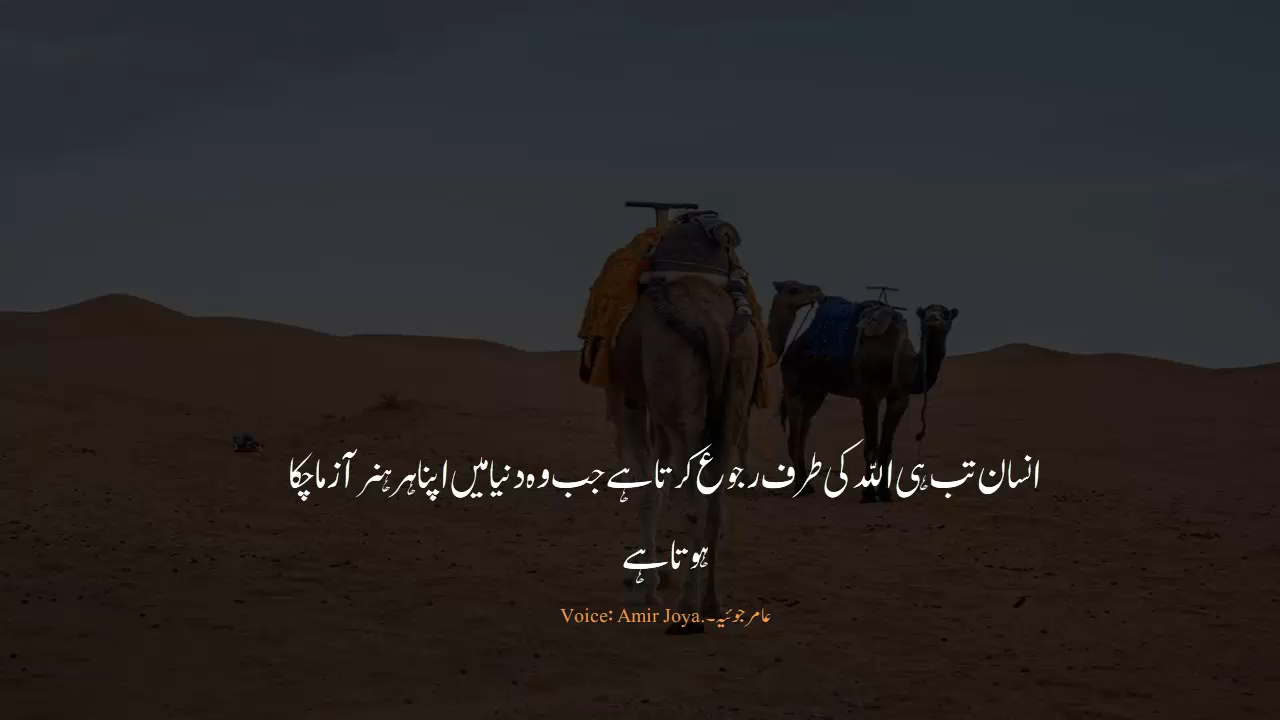 انسان تب ہی اللہ کی طرف رجوع کرتا ہے جب وہ دنیا میں اپنا ہر ہنر آزما چکا
ہوتا ہے
Voice: Amir Joya.عامر جوئیہ۔